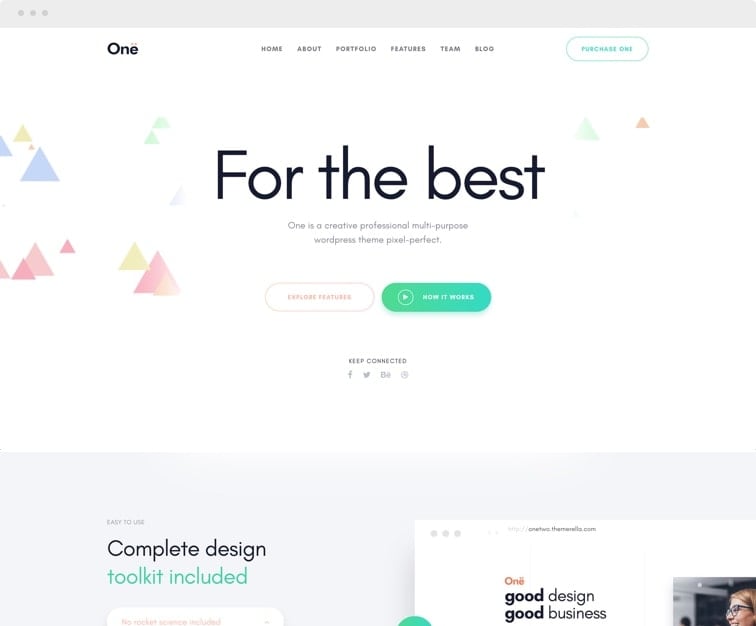 Onë
HOME ABOUT PORTFOLIO FEATURES TEAM BLOG
PURCHASE ONE
For the best
One is a creative professional multi-purpose
wordpress theme pixel-perfect.
EXPLORE FEATURES
HOW IT WORKS
KEEP CONNECTED
Bē
EASY TO USE
Complete design
toolkit included
No rocket science included
http://onetwo.themerella.com
Onë
good design
good business